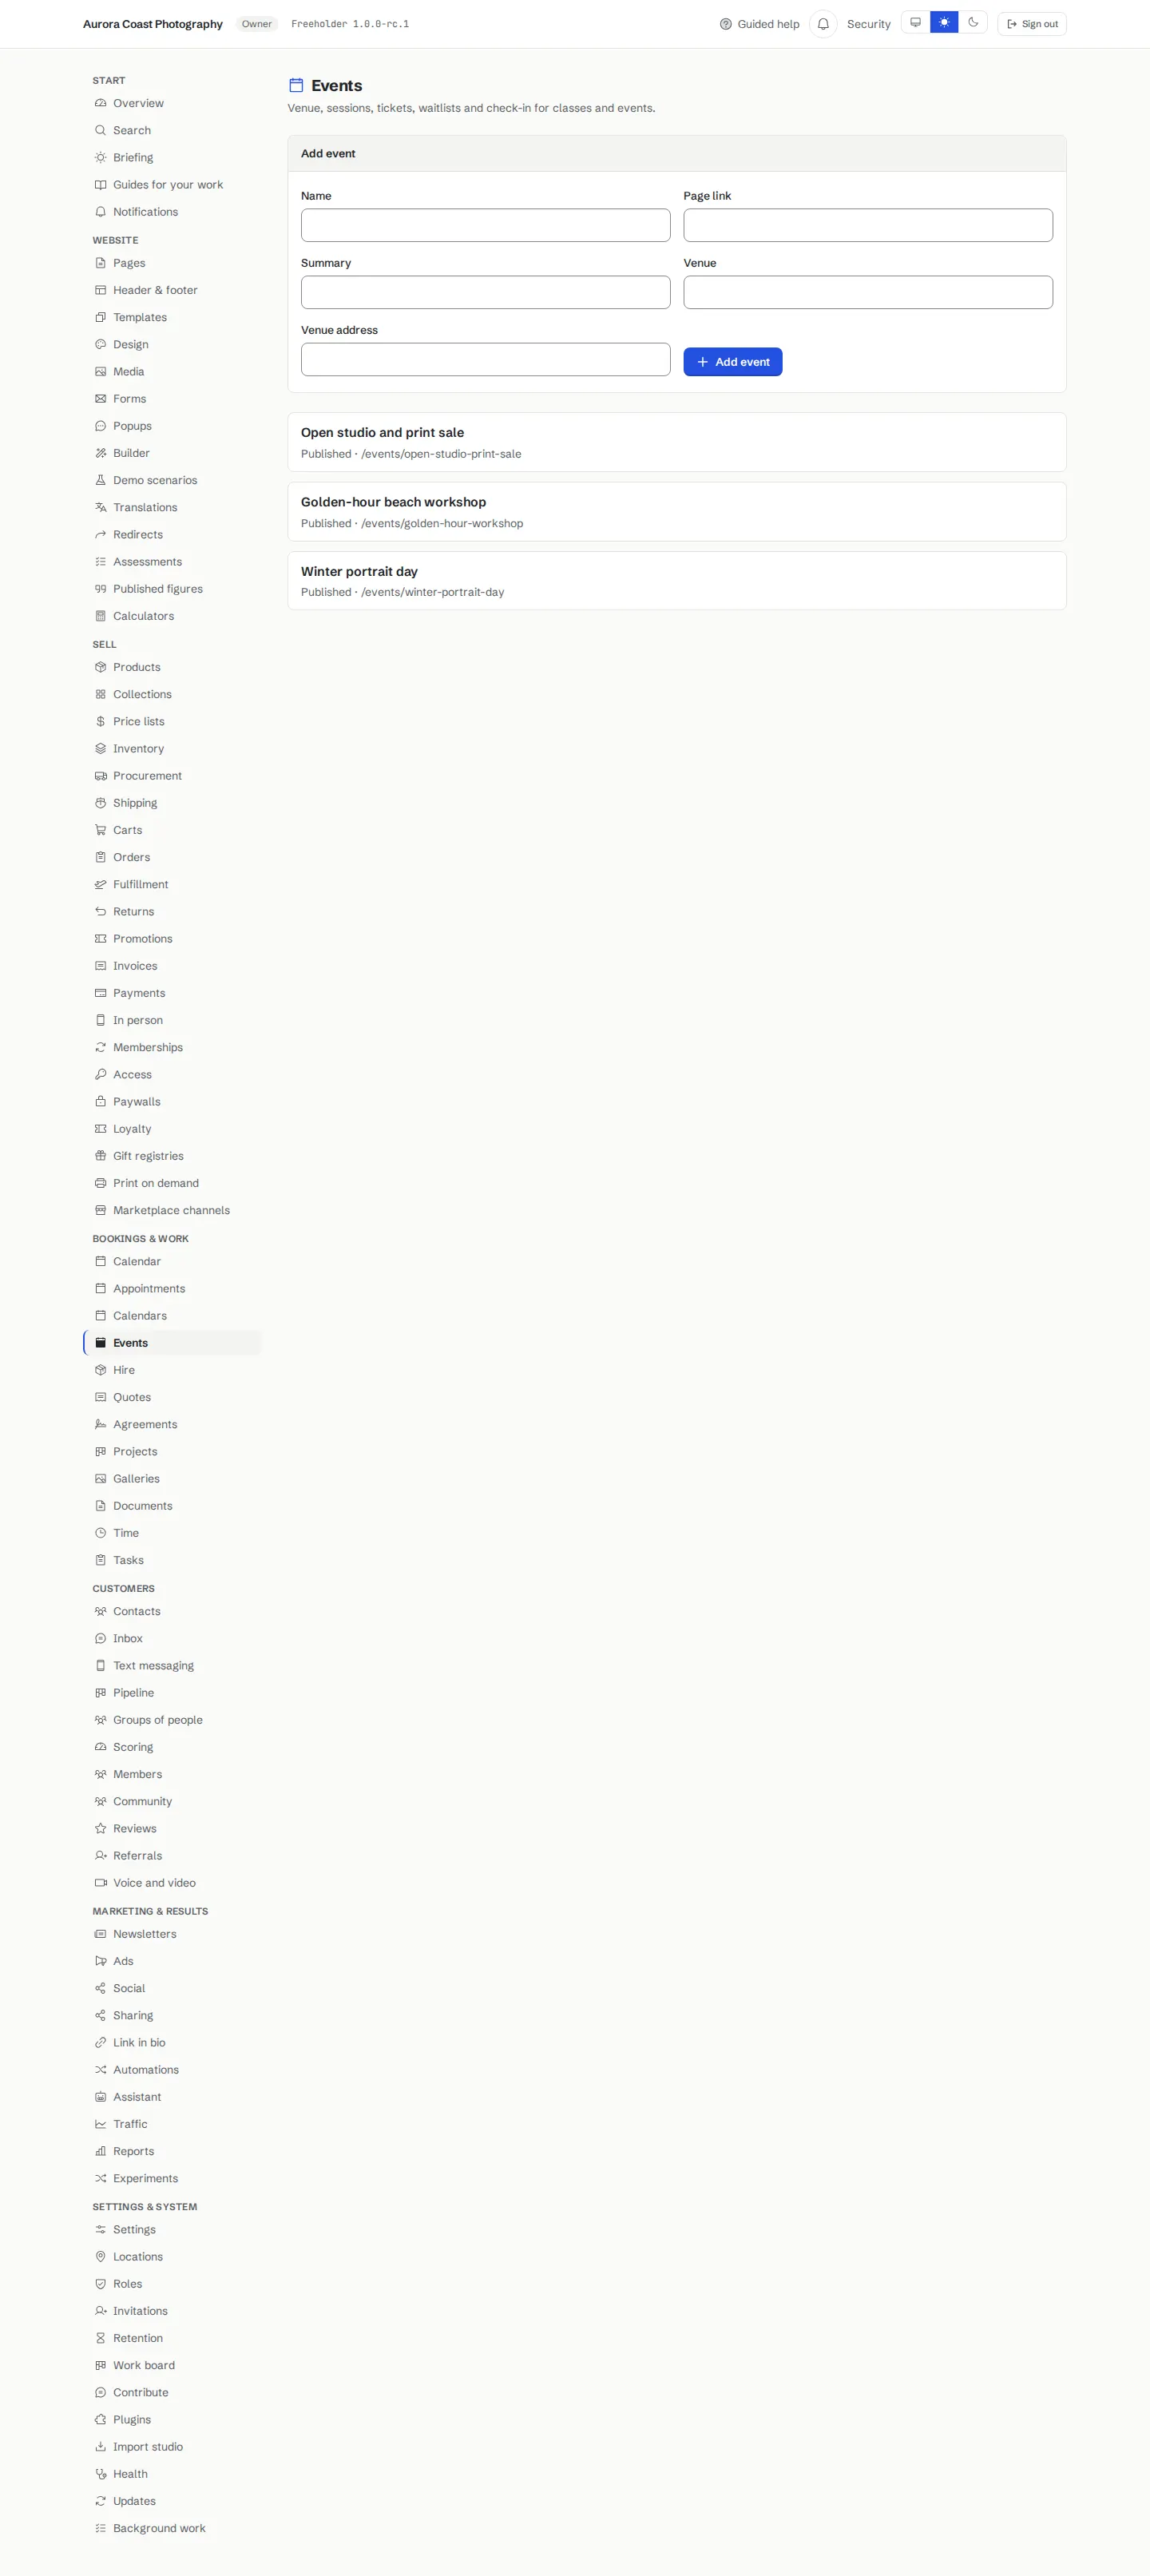 Aurora Coast Photography Owner Freeholder 1.0.0-rc.1 Guided help Security Sign out
START
Overview
Search
Briefing
Guides for your work
Notifications
WEBSITE
Pages
Header & footer
Templates
Design
Media
Forms
Popups
Builder
Demo scenarios
Translations
Redirects
Assessments
Published figures
Calculators
SELL
Products
Collections
Price lists
Inventory
Procurement
Shipping
Carts
Orders
Fulfillment
Returns
Promotions
Invoices
Payments
In person
Memberships
Access
Paywalls
Loyalty
Gift registries
Print on demand
Marketplace channels
BOOKINGS & WORK
Calendar
Appointments
Calendars
Events
Hire
Quotes
Agreements
Projects
Galleries
Documents
Time
Tasks
CUSTOMERS
Contacts
Inbox
Text messaging
Pipeline
Groups of people
Scoring
Members
Community
Reviews
Referrals
Voice and video
MARKETING & RESULTS
Newsletters
Ads
Social
Sharing
Link in bio
Automations
Assistant
Traffic
Reports
Experiments
SETTINGS & SYSTEM
Settings
Locations
Roles
Invitations
Retention
Work board
Contribute
Plugins
Import studio
Health
Updates
Background work
Events
Venue, sessions, tickets, waitlists and check-in for classes and events.
Add event
Name Page link
Summary Venue
Venue address
Add event
Open studio and print sale
Published · /events/open-studio-print-sale
Golden-hour beach workshop
Published · /events/golden-hour-workshop
Winter portrait day
Published · /events/winter-portrait-day